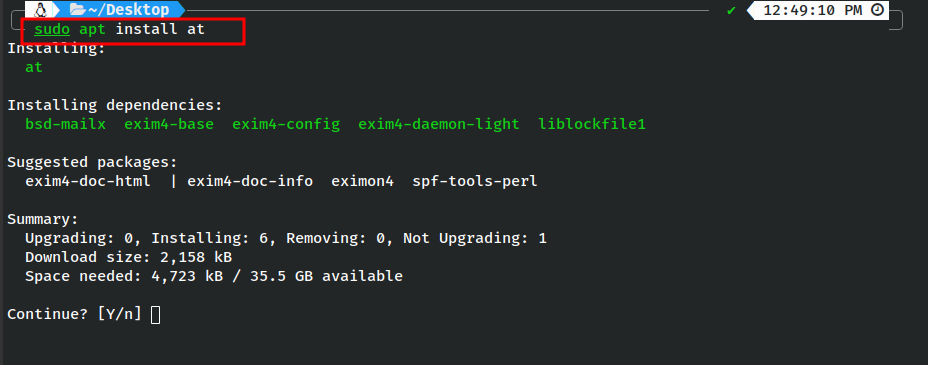 ~/Desktop ✔ 12:49:10 PM
sudo apt install at
Installing:
at
Installing dependencies:
bsd-mailx exim4-base exim4-config exim4-daemon-light liblockfile1
Suggested packages:
exim4-doc-html | exim4-doc-info eximon4 spf-tools-perl
Summary:
Upgrading: 0, Installing: 6, Removing: 0, Not Upgrading: 1
Download size: 2,158 kB
Space needed: 4,723 kB / 35.5 GB available
Continue? [Y/n]